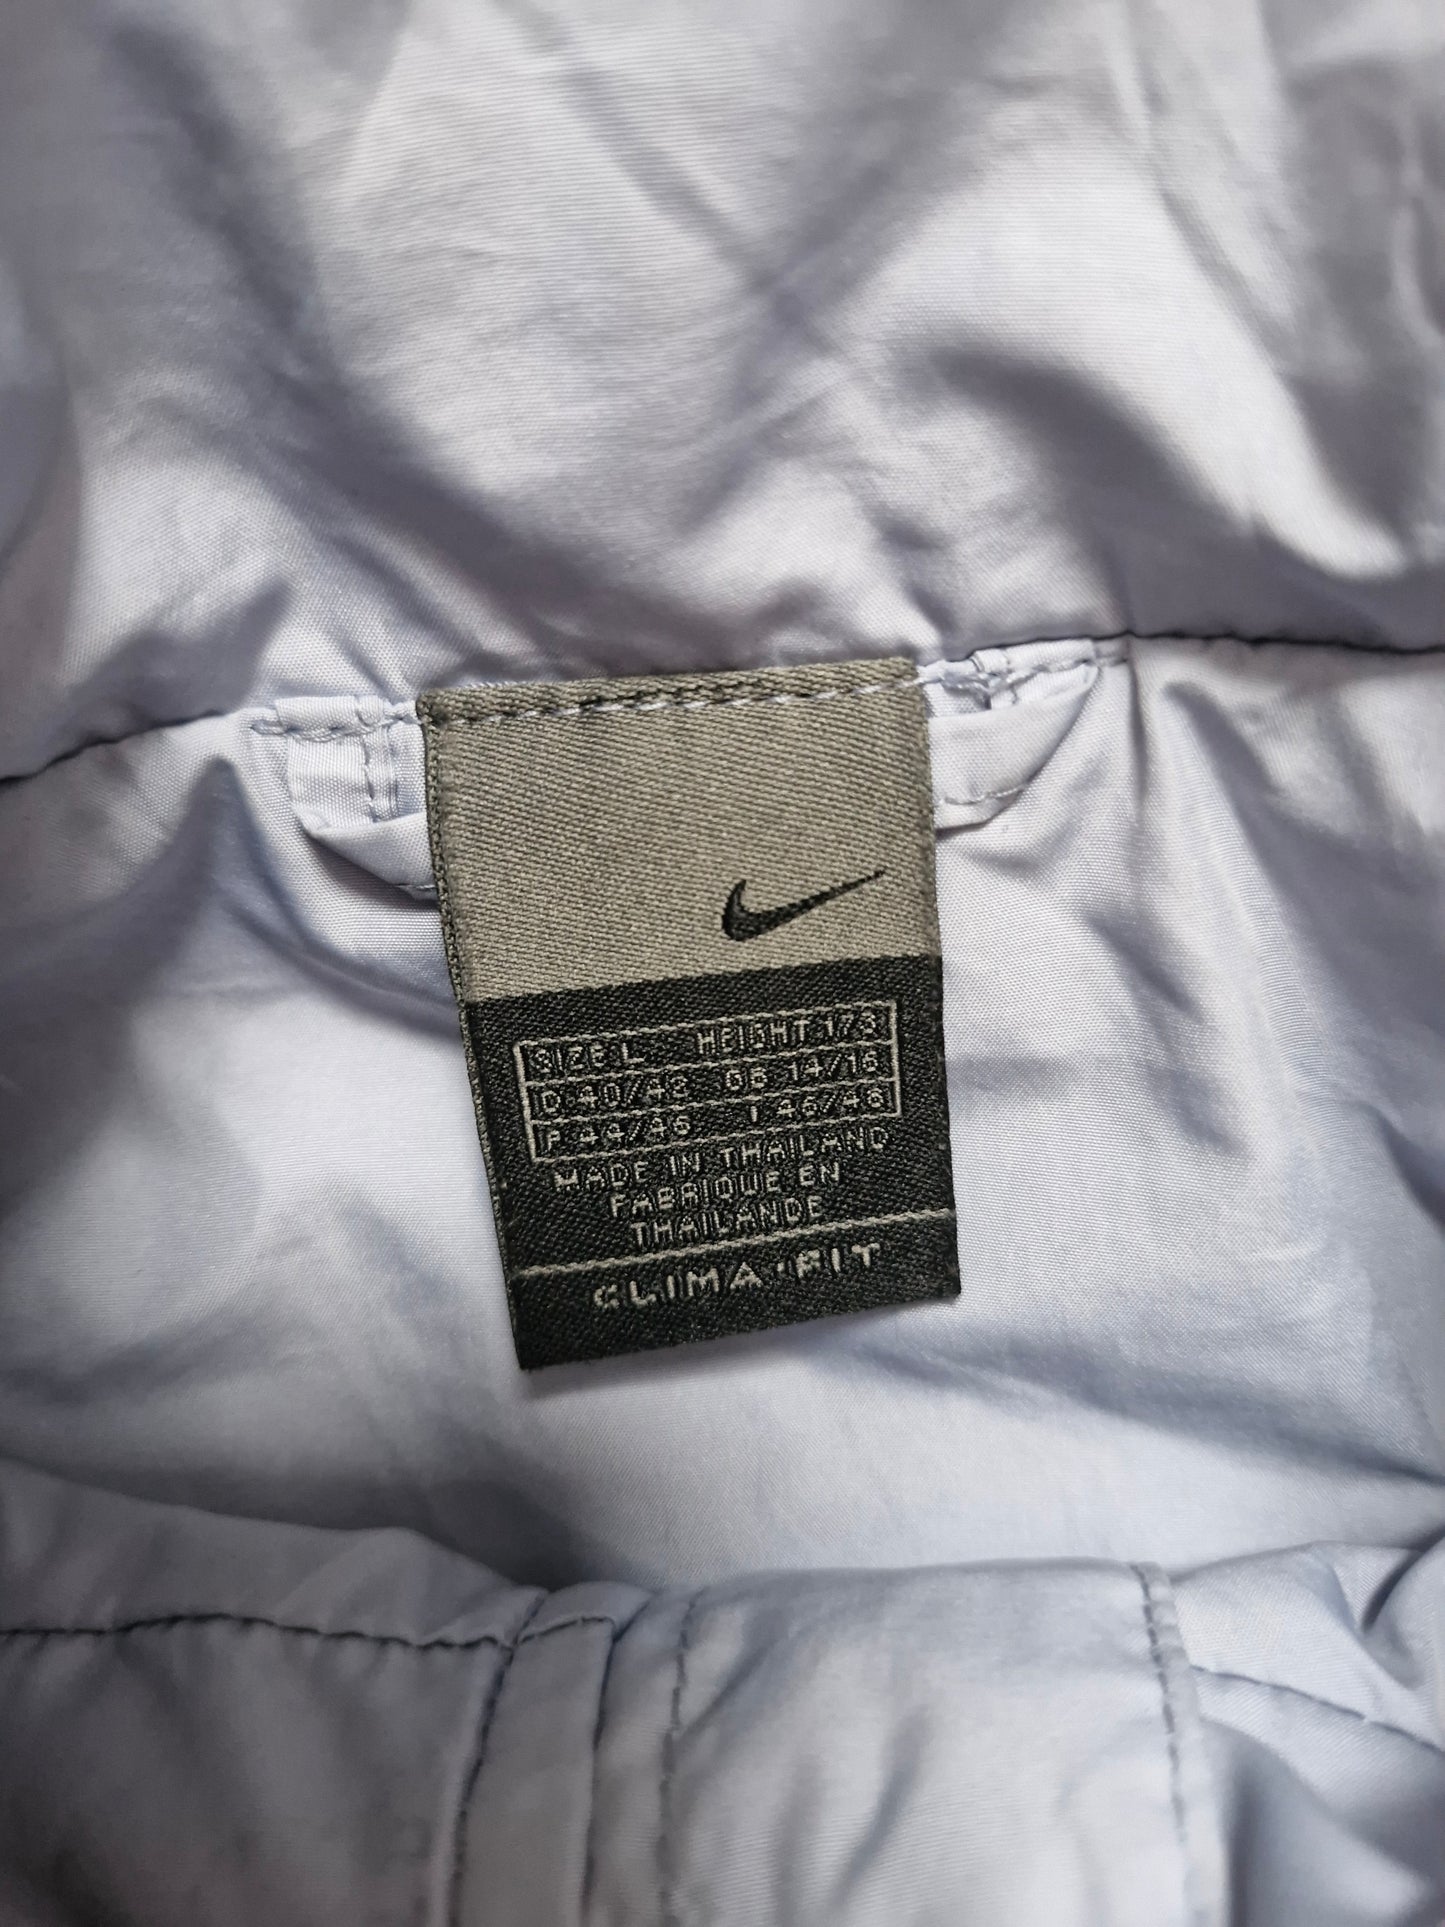 SIZE L HEIGHT 173
D 40/42 GB 14/16
F 44/46 I 46/48
MADE IN THAILAND
FABRIQUE EN
THAILANDE
CLIMA·FIT